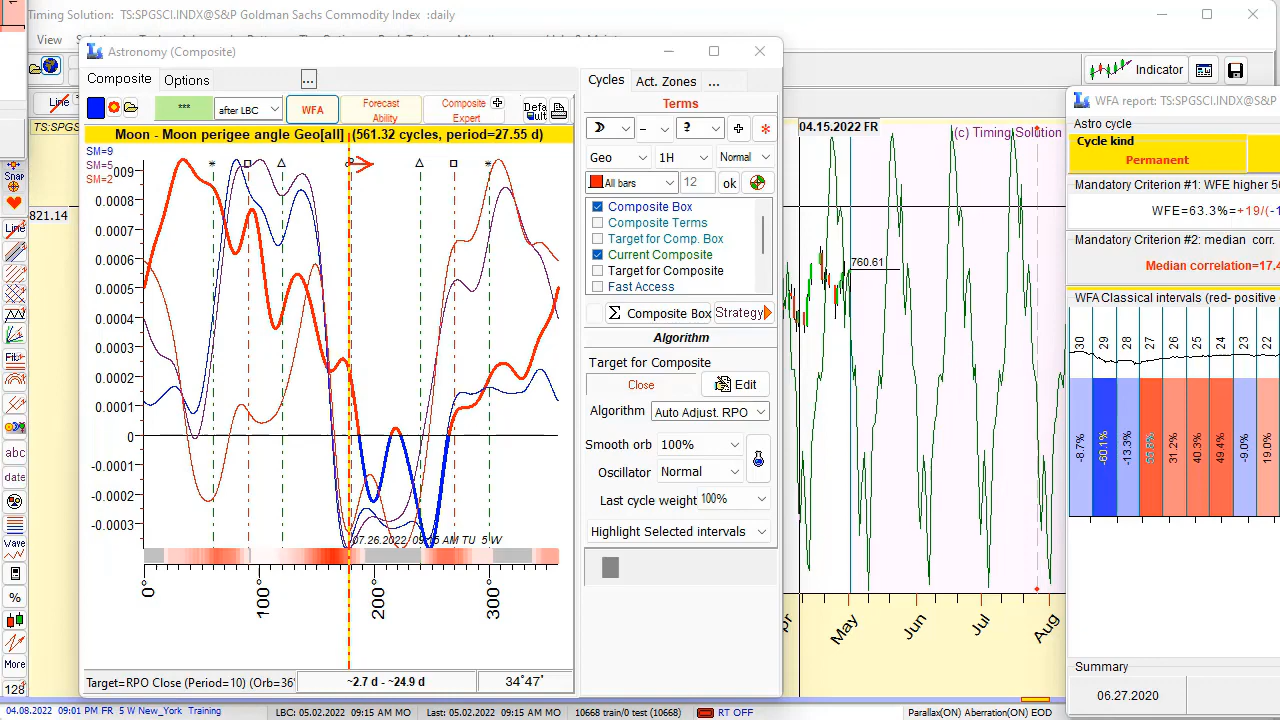 Timing Solution: TS:SPGSCI.INDX@S&P Goldman Sachs Commodity Index :daily
View
Indicator
Line
TS:SPGS
Snap
821.14
Line
Fib
abc
date
Wave
%
More
128
Astronomy (Composite)
Composite
Options
...
***
after LBC
WFA
Forecast
Ability
Composite
Expert
Defa
ult
Moon - Moon perigee angle Geo[all] (561.32 cycles, period=27.55 d)
SM=9
SM=5
SM=2
0.0008
0.0007
0.0006
0.0005
0.0004
0.0003
0.0002
0.0001
0
-0.0001
-0.0002
-0.0003
07.26.2022, 09:15 AM TU 5 W
0°
100°
200°
300°
Target=RPO Close (Period=10) (Orb=36
~2.7 d - ~24.9 d
34°47'
Cycles
Act. Zones
...
Terms
?
Geo
1H
Normal
All bars
12
ok
Composite Box
Composite Terms
Target for Comp. Box
Current Composite
Target for Composite
Fast Access
Σ Composite Box
Strategy
Algorithm
Target for Composite
Close
Edit
Algorithm
Auto Adjust. RPO
Smooth orb
100%
Oscillator
Normal
Last cycle weight
100%
Highlight Selected intervals
04.15.2022 FR
(c) Timing Solution
760.61
May
Jun
Jul
Aug
WFA report: TS:SPGSCI.INDX@S&P
Astro cycle
Cycle kind
Permanent
Mandatory Criterion #1: WFE higher 5
WFE=63.3%=+19/(-1
Mandatory Criterion #2: median corr.
Median correlation=17.4
WFA Classical intervals (red- positive
30
29
28
27
26
25
24
23
22
-8.7%
-60.1%
-13.3%
31.2%
40.3%
49.4%
-9.0%
19.0%
Summary
06.27.2020
04.08.2022 09:01 PM FR 5 W New_York Training
LBC: 05.02.2022 09:15 AM MO
Last: 05.02.2022 09:15 AM MO
10668 train/0 test (10668)
RT OFF
Parallax(ON) Aberration(ON) EOD